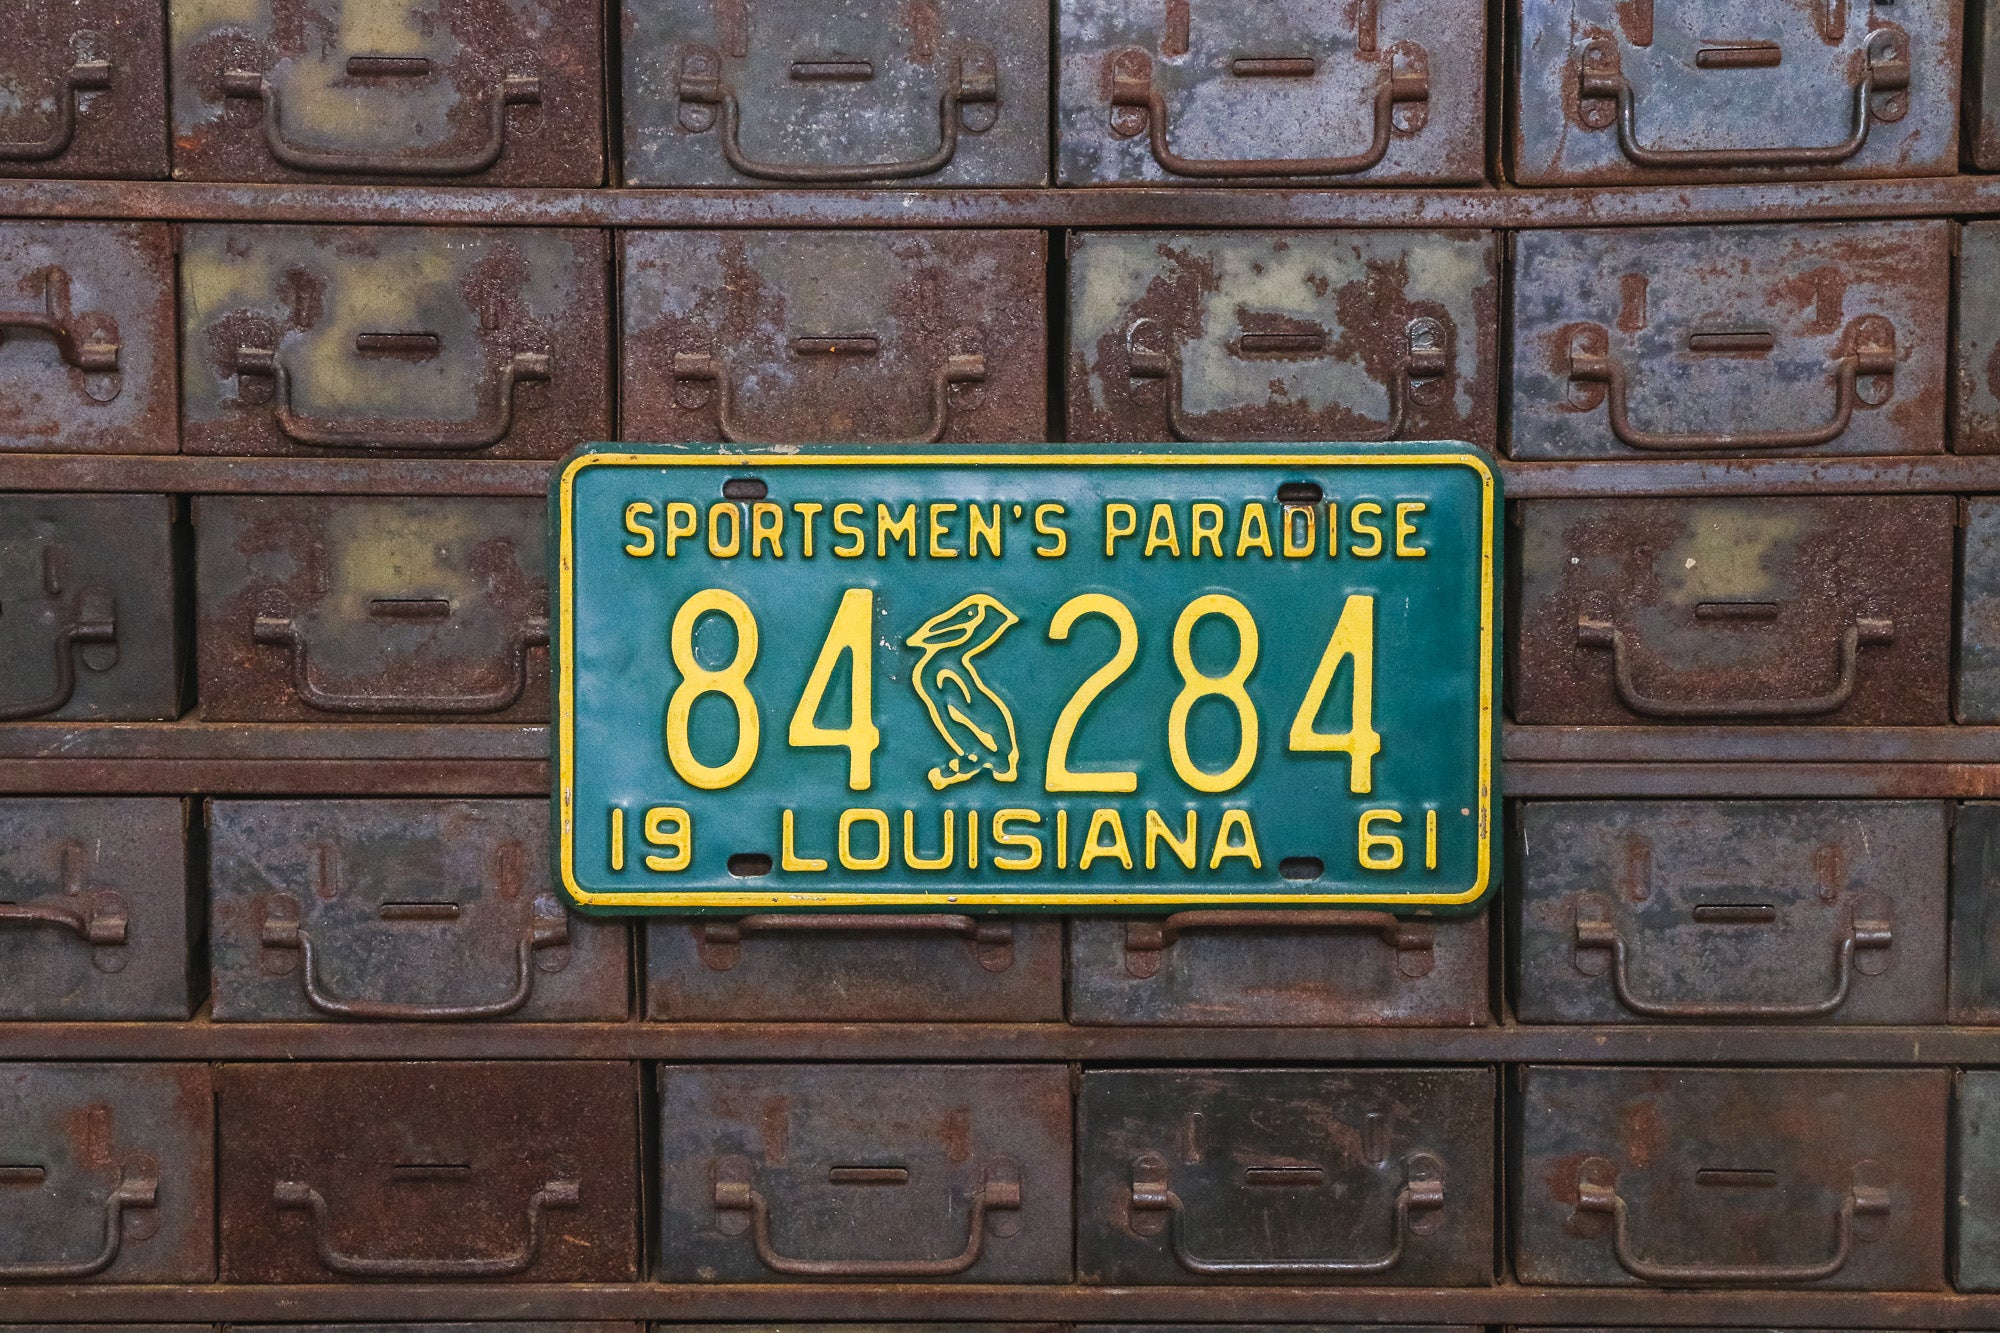 SPORTSMEN'S PARADISE
84 284
19 LOUISIANA 61